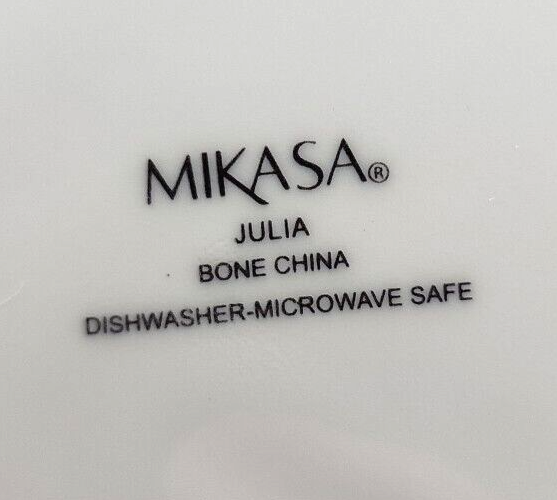 MIKASA®
JULIA
BONE CHINA
DISHWASHER-MICROWAVE SAFE